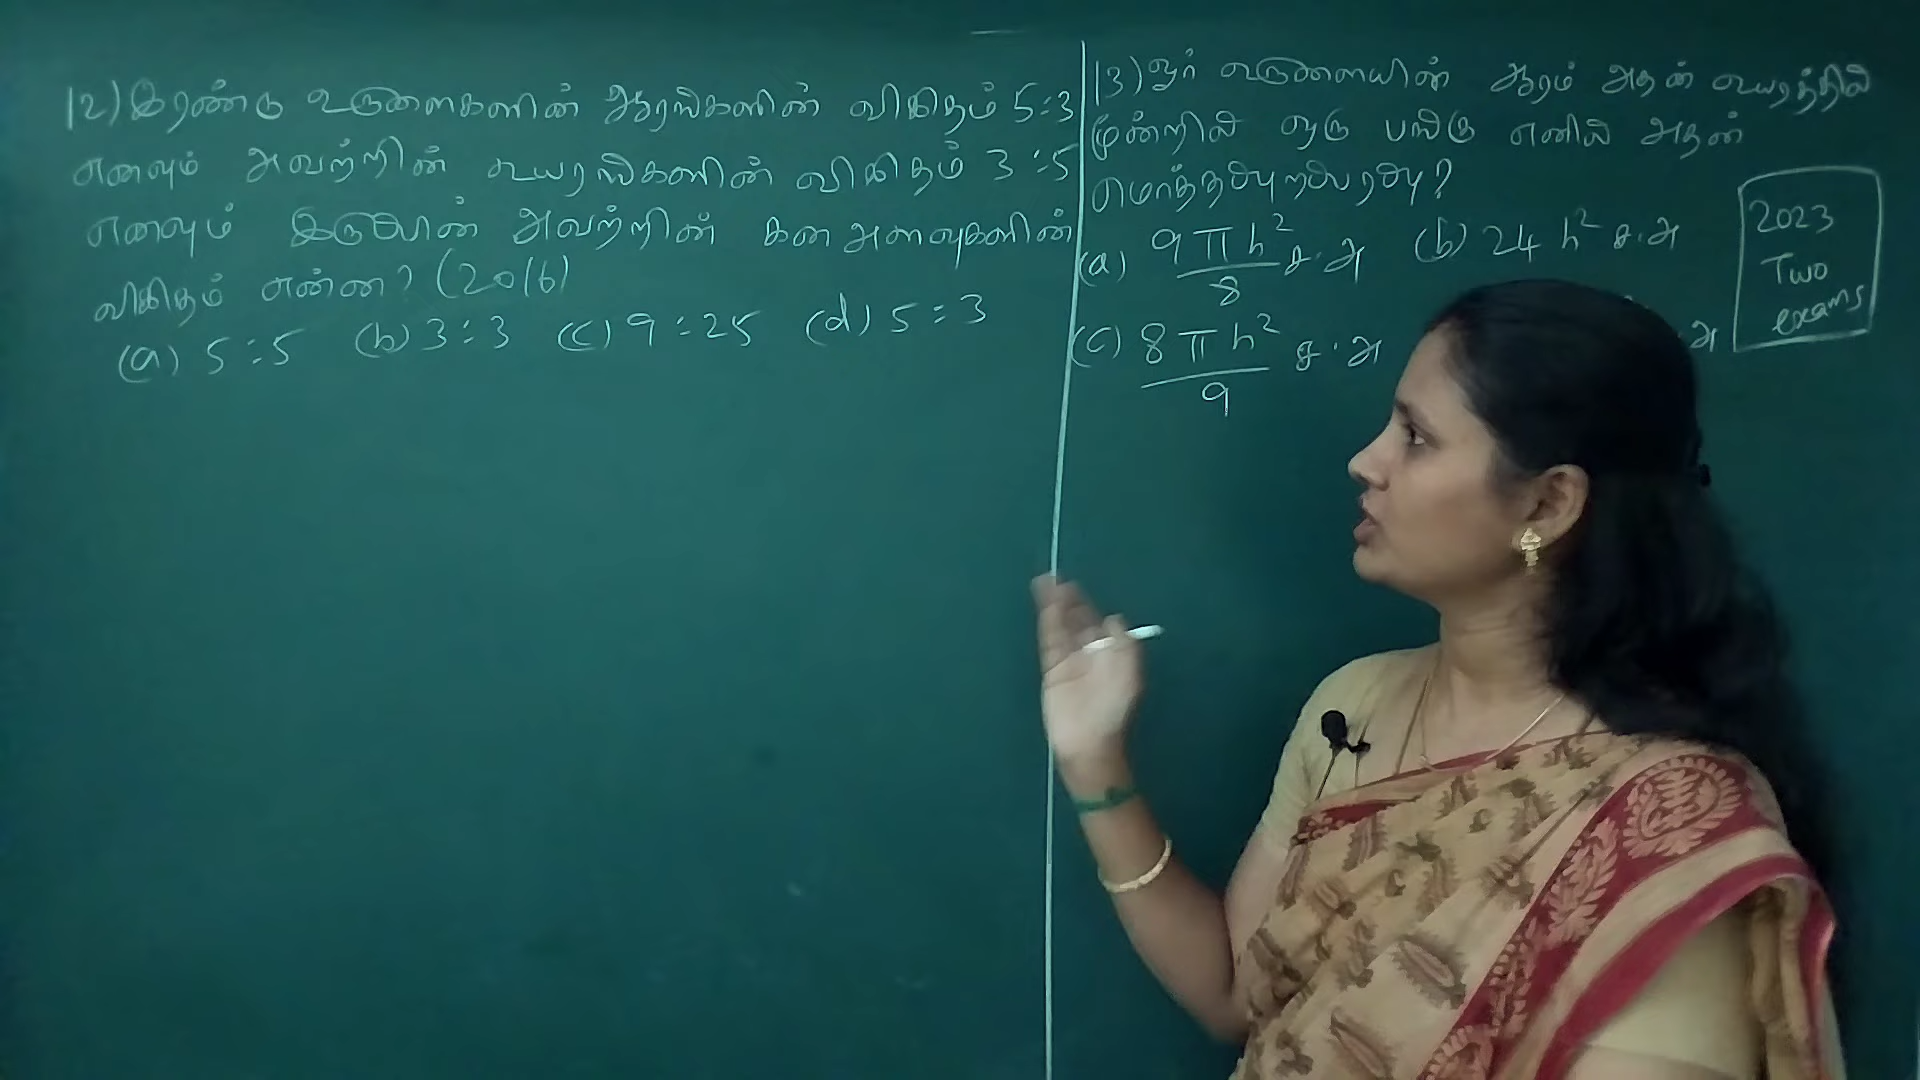 12) இரண்டு உருளைகளின் ஆரங்களின் விகிதம் 5:3
எனவும் அவற்றின் உயரங்களின் விகிதம் 3:5
எனவும் இருப்பின் அவற்றின் கன அளவுகளின்
விகிதம் என்ன? (2016)
(a) 5:5 (b) 3:3 (c) 9:25 (d) 5:3
13) ஓர் உருளையின் ஆரம் அதன் உயரத்தில்
மூன்றில் ஒரு பங்கு எனில் அதன்
மொத்தப்புறப்பரப்பு?
(a) 9πh²/8 ச.அ (b) 24 h² ச.அ
(c) 8πh²/9 ச.அ
அ
2023
Two
exams